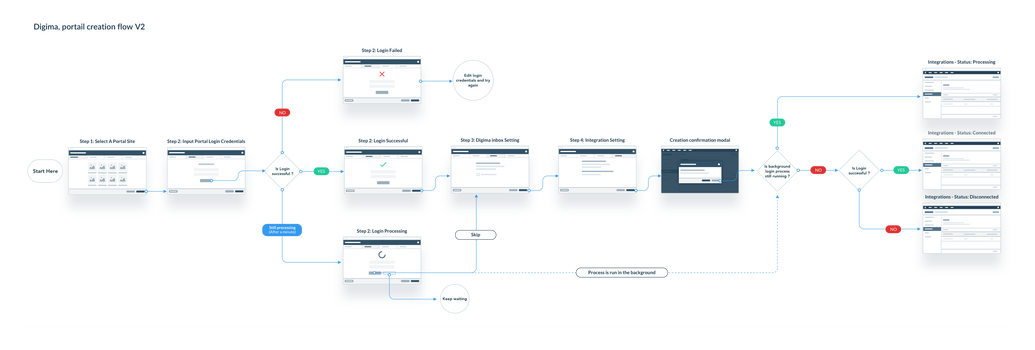 Digima, portail creation flow V2
Step 2: Login Failed
Edit login
credentials and try
again
Integrations - Status: Processing
NO
YES
Step 1: Select A Portal Site
Step 2: Input Portal Login Credentials
Step 2: Login Successful
Step 3: Digima inbox Setting
Step 4: Integration Setting
Creation confirmation modal
Integrations - Status: Connected
Start Here
Is Login
successful ?
YES
Is background
login process
still running ?
NO
Is Login
successful ?
YES
Integrations - Status: Disconnected
Still processing
(After a minute)
Step 2: Login Processing
Skip
NO
Process is run in the background
Keep waiting